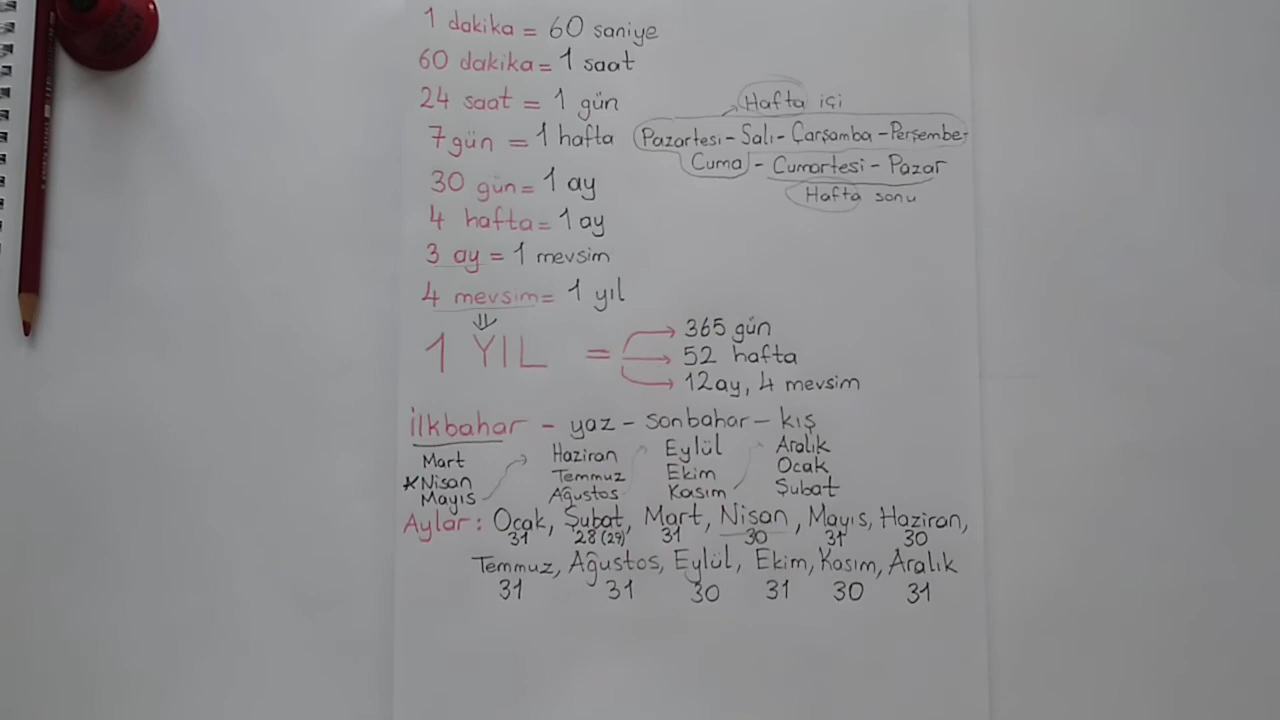 1 dakika = 60 saniye
60 dakika = 1 saat
24 saat = 1 gün
7 gün = 1 hafta
30 gün = 1 ay
4 hafta = 1 ay
3 ay = 1 mevsim
4 mevsim = 1 yıl
Hafta içi
Pazartesi - Salı - Çarşamba - Perşembe -
Cuma - Cumartesi - Pazar
Hafta sonu
1 YIL =
365 gün
52 hafta
12 ay, 4 mevsim
İlkbahar - yaz - sonbahar - kış
Mart
Nisan
Mayıs
Haziran
Temmuz
Ağustos
Eylül
Ekim
Kasım
Aralık
Ocak
Şubat
Aylar: Ocak, Şubat, Mart, Nisan, Mayıs, Haziran,
31 28 (29) 31 30 31 30
Temmuz, Ağustos, Eylül, Ekim, Kasım, Aralık
31 31 30 31 30 31